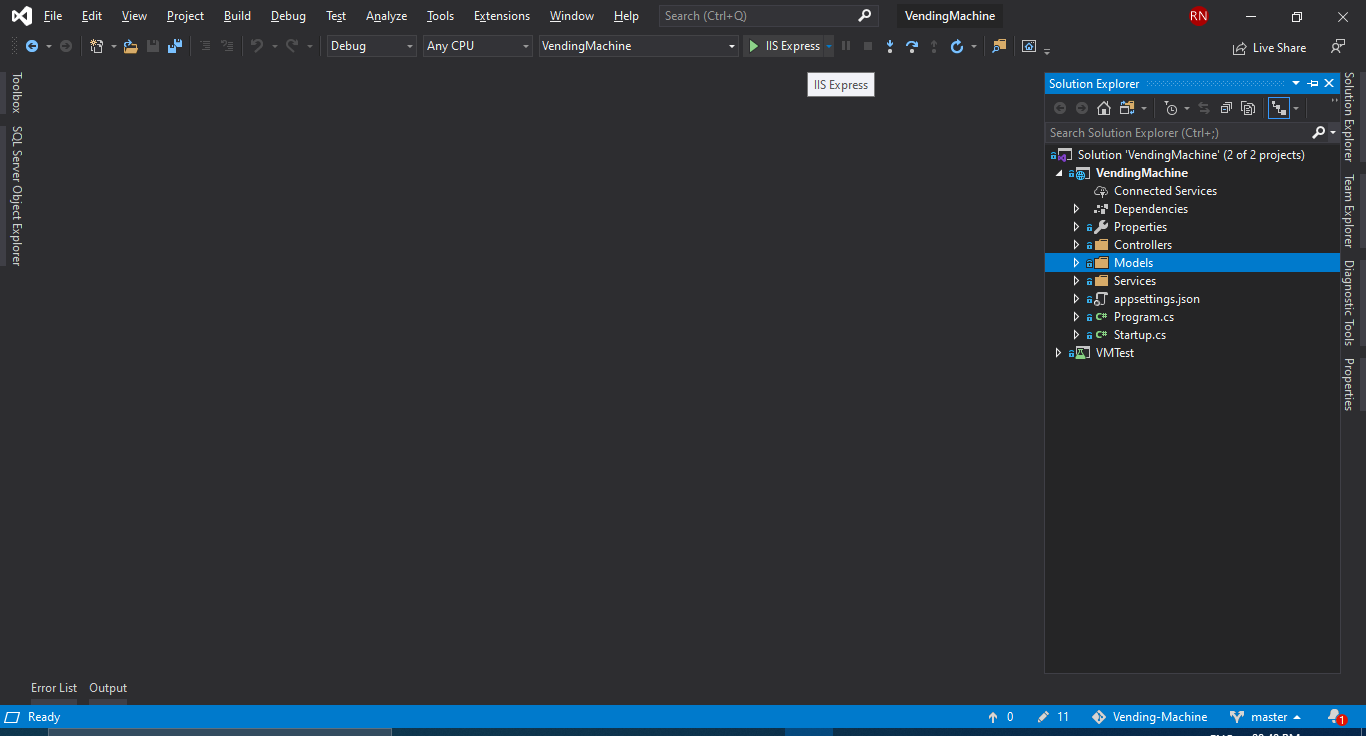 File Edit View Project Build Debug Test Analyze Tools Extensions Window Help Search (Ctrl+Q) VendingMachine RN
Debug Any CPU VendingMachine IIS Express Live Share
IIS Express
Toolbox
SQL Server Object Explorer
Solution Explorer
Search Solution Explorer (Ctrl+;)
Solution 'VendingMachine' (2 of 2 projects)
VendingMachine
Connected Services
Dependencies
Properties
Controllers
Models
Services
C# Program.cs
appsettings.json
C# Startup.cs
VMTest
Solution Explorer
Team Explorer
Diagnostic Tools
Properties
Error List Output
Ready 0 11 Vending-Machine master 1